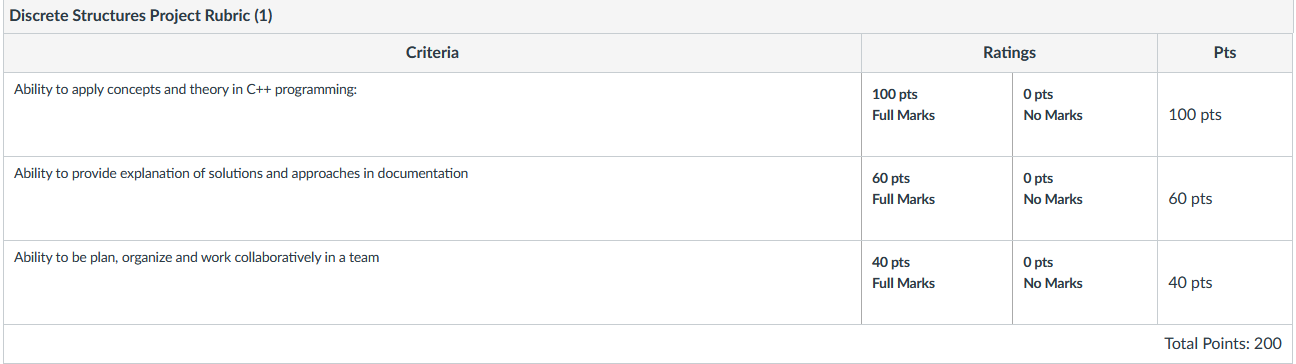 Discrete Structures Project Rubric (1)
Criteria Ratings Pts
Ability to apply concepts and theory in C++ programming:
100 pts
Full Marks
0 pts
No Marks
100 pts
Ability to provide explanation of solutions and approaches in documentation
60 pts
Full Marks
0 pts
No Marks
60 pts
Ability to be plan, organize and work collaboratively in a team
40 pts
Full Marks
0 pts
No Marks
40 pts
Total Points: 200